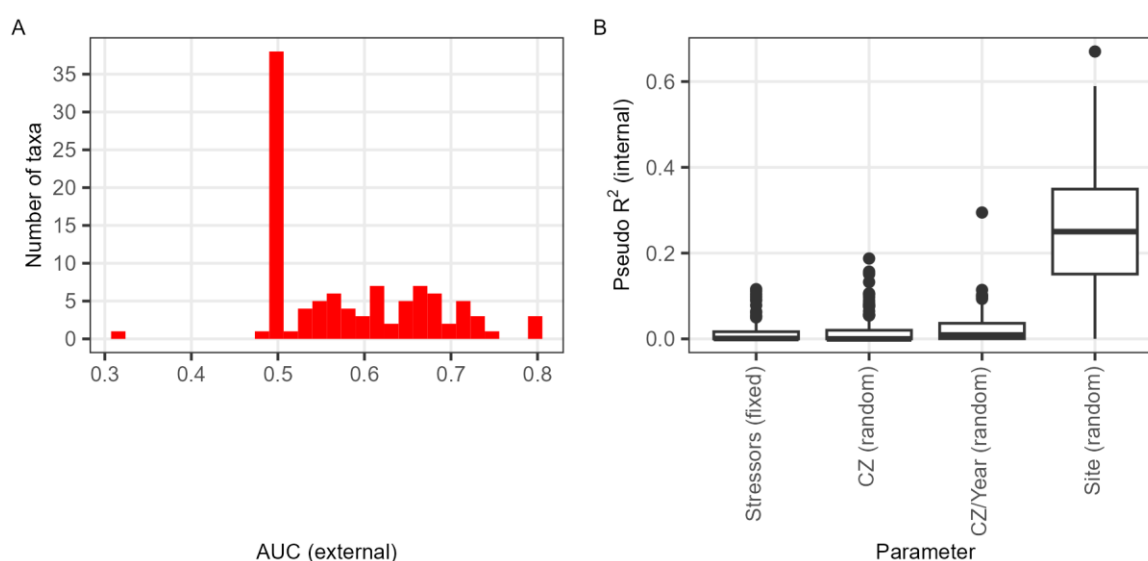 A
Number of taxa
35
30
25
20
15
10
5
0
0.3 0.4 0.5 0.6 0.7 0.8
AUC (external)
B
Pseudo R² (internal)
0.6
0.4
0.2
0.0
Stressors (fixed)
CZ (random)
CZ/Year (random)
Site (random)
Parameter